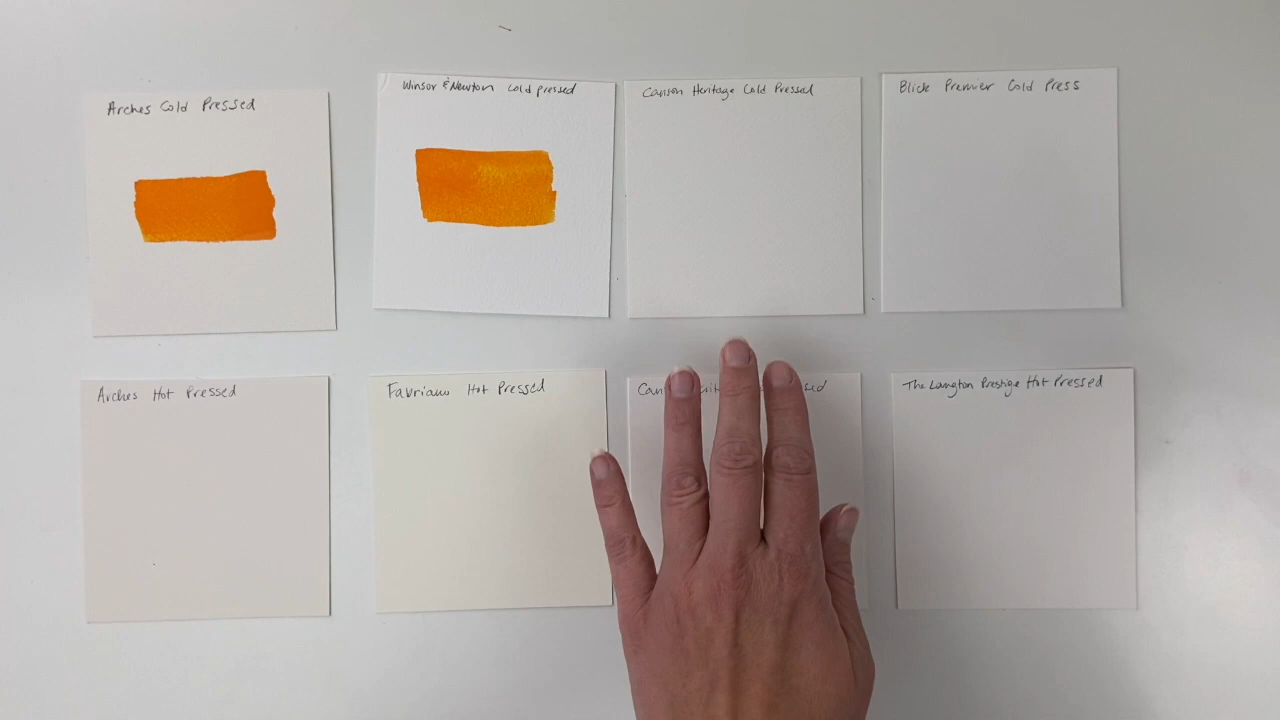 Arches Cold Pressed
Winsor & Newton Cold pressed
Canson Heritage Cold Pressed
Blick Premier Cold Press
Arches Hot Pressed
Fabriano Hot Pressed
The Langton Prestige Hot Pressed